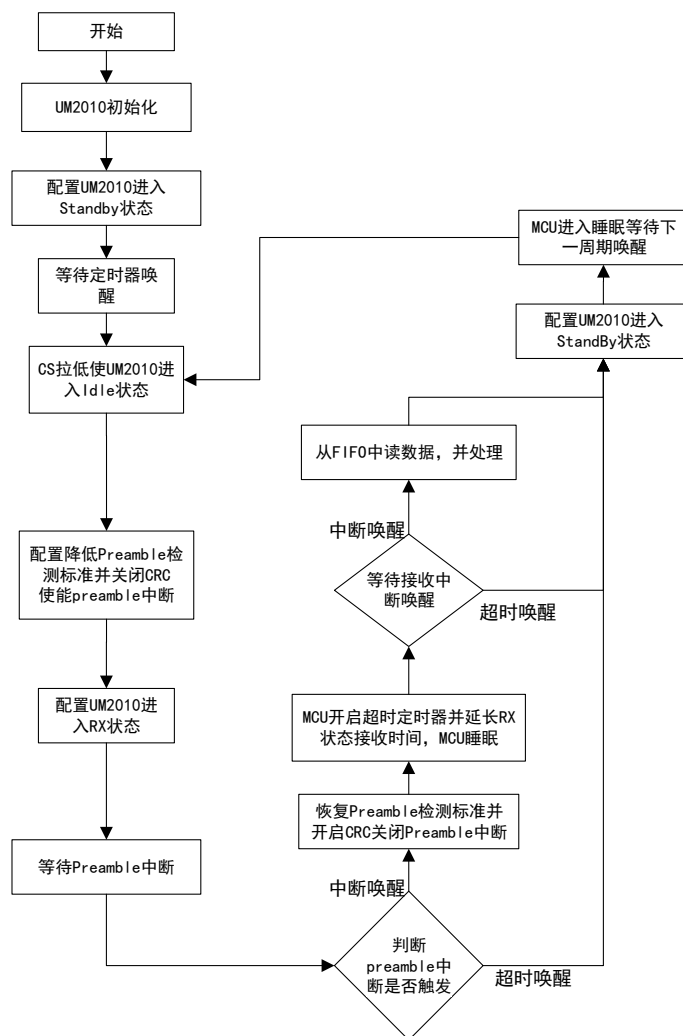 开始
UM2010初始化
配置UM2010进入
Standby状态
等待定时器唤
醒
CS拉低使UM2010进
入Idle状态
配置降低Preamble检
测标准并关闭CRC
使能preamble中断
配置UM2010进
入RX状态
等待Preamble中断
判断
preamble中
断是否触发
中断唤醒
超时唤醒
恢复Preamble检测标准并
开启CRC关闭Preamble中断
MCU开启超时定时器并延长RX
状态接收时间，MCU睡眠
等待接收中
断唤醒
中断唤醒
超时唤醒
从FIFO中读数据，并处理
配置UM2010进入
StandBy状态
MCU进入睡眠等待下
一周期唤醒